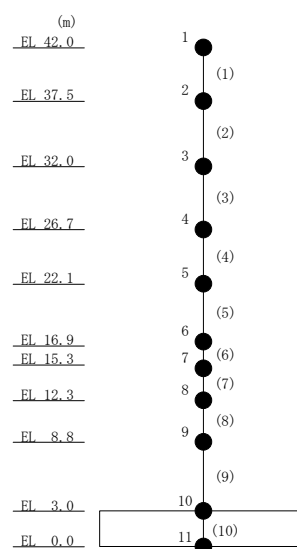 (m)
EL 42.0
1
(1)
EL 37.5
2
(2)
EL 32.0
3
(3)
EL 26.7
4
(4)
EL 22.1
5
(5)
EL 16.9
6
(6)
EL 15.3
7
(7)
EL 12.3
8
(8)
EL 8.8
9
(9)
EL 3.0
10
(10)
EL 0.0
11